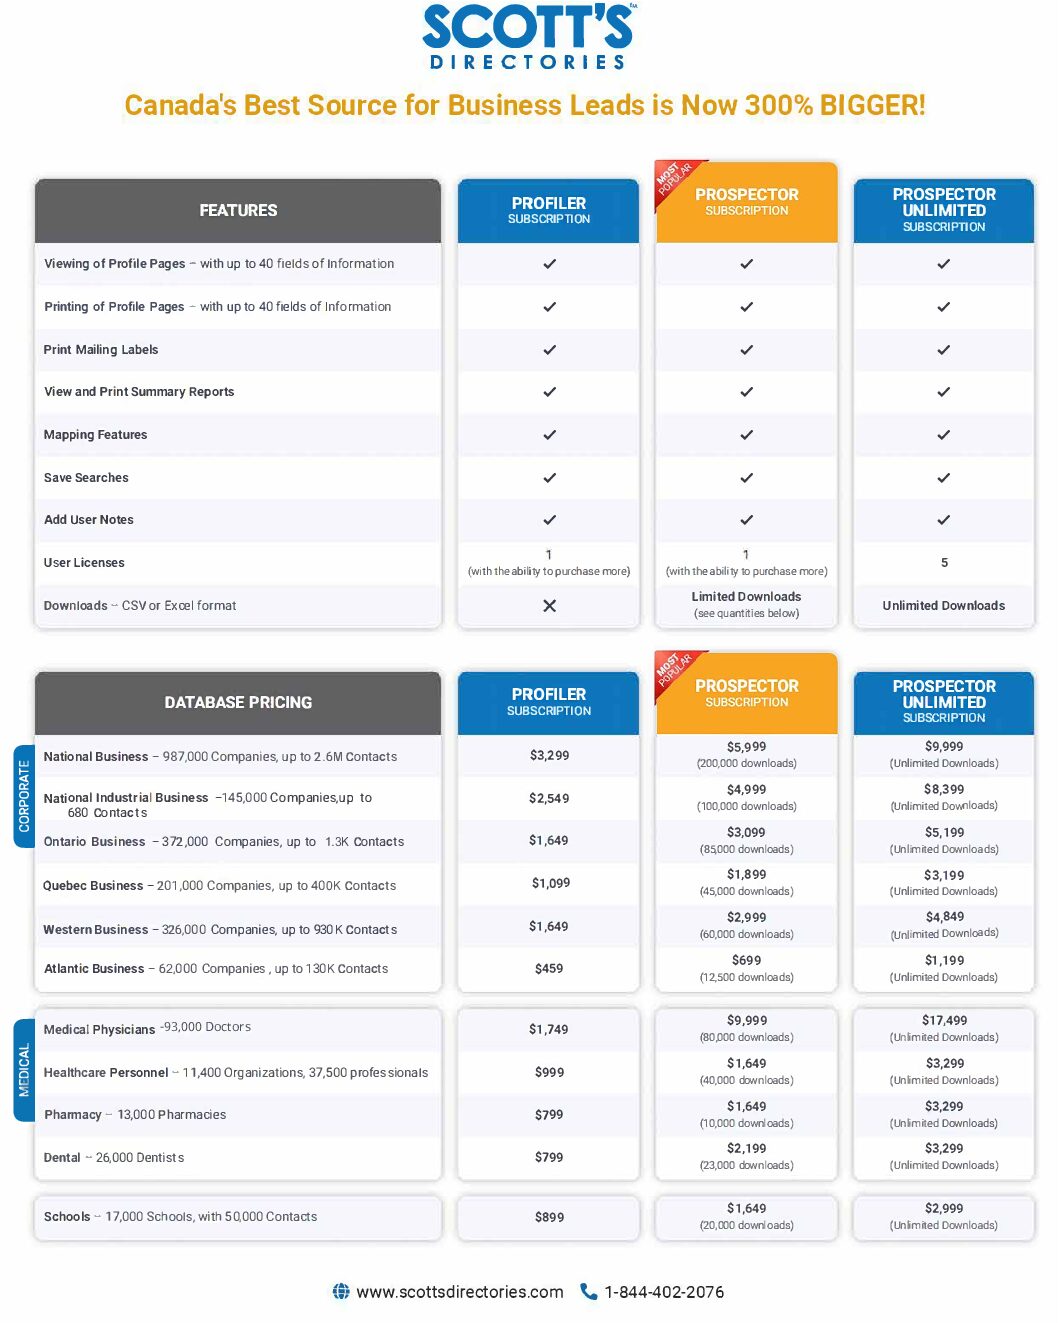 SCOTT'S
DIRECTORIES
Canada's Best Source for Business Leads is Now 300% BIGGER!
FEATURES
PROFILER
SUBSCRIPTION
MOST
POPULAR
PROSPECTOR
SUBSCRIPTION
PROSPECTOR
UNLIMITED
SUBSCRIPTION
Viewing of Profile Pages – with up to 40 fields of Information ✓ ✓ ✓
Printing of Profile Pages – with up to 40 fields of Information ✓ ✓ ✓
Print Mailing Labels ✓ ✓ ✓
View and Print Summary Reports ✓ ✓ ✓
Mapping Features ✓ ✓ ✓
Save Searches ✓ ✓ ✓
Add User Notes ✓ ✓ ✓
User Licenses
1
(with the ability to purchase more)
1
(with the ability to purchase more)
5
Downloads – CSV or Excel format
✕
Limited Downloads
(see quantities below)
Unlimited Downloads
DATABASE PRICING
PROFILER
SUBSCRIPTION
MOST
POPULAR
PROSPECTOR
SUBSCRIPTION
PROSPECTOR
UNLIMITED
SUBSCRIPTION
CORPORATE
National Business – 987,000 Companies, up to 2.6M Contacts
$3,299
$5,999
(200,000 downloads)
$9,999
(Unlimited Downloads)
National Industrial Business –145,000 Companies,up to
680 Contacts
$2,549
$4,999
(100,000 downloads)
$8,399
(Unlimited Downloads)
Ontario Business – 372,000 Companies, up to 1.3K Contacts
$1,649
$3,099
(85,000 downloads)
$5,199
(Unlimited Downloads)
Quebec Business – 201,000 Companies, up to 400K Contacts
$1,099
$1,899
(45,000 downloads)
$3,199
(Unlimited Downloads)
Western Business – 326,000 Companies, up to 930K Contacts
$1,649
$2,999
(60,000 downloads)
$4,849
(Unlimited Downloads)
Atlantic Business – 62,000 Companies , up to 130K Contacts
$459
$699
(12,500 downloads)
$1,199
(Unlimited Downloads)
MEDICAL
Medical Physicians -93,000 Doctors
$1,749
$9,999
(80,000 downloads)
$17,499
(Unlimited Downloads)
Healthcare Personnel – 11,400 Organizations, 37,500 professionals
$999
$1,649
(40,000 downloads)
$3,299
(Unlimited Downloads)
Pharmacy – 13,000 Pharmacies
$799
$1,649
(10,000 downloads)
$3,299
(Unlimited Downloads)
Dental – 26,000 Dentists
$799
$2,199
(23,000 downloads)
$3,299
(Unlimited Downloads)
Schools – 17,000 Schools, with 50,000 Contacts
$899
$1,649
(20,000 downloads)
$2,999
(Unlimited Downloads)
www.scottsdirectories.com 1-844-402-2076